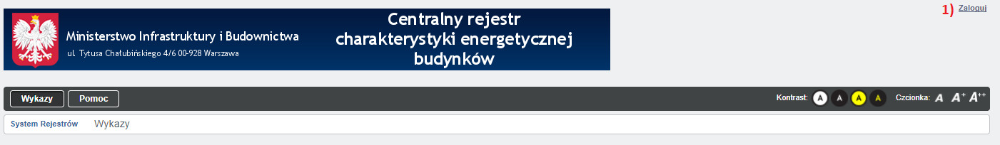 1) Zaloguj
Centralny rejestr
charakterystyki energetycznej
budynków
Ministerstwo Infrastruktury i Budownictwa
ul. Tytusa Chałubińskiego 4/6 00-928 Warszawa
Wykazy Pomoc Kontrast: A A A A Czcionka: A A+ A++
System Rejestrów Wykazy